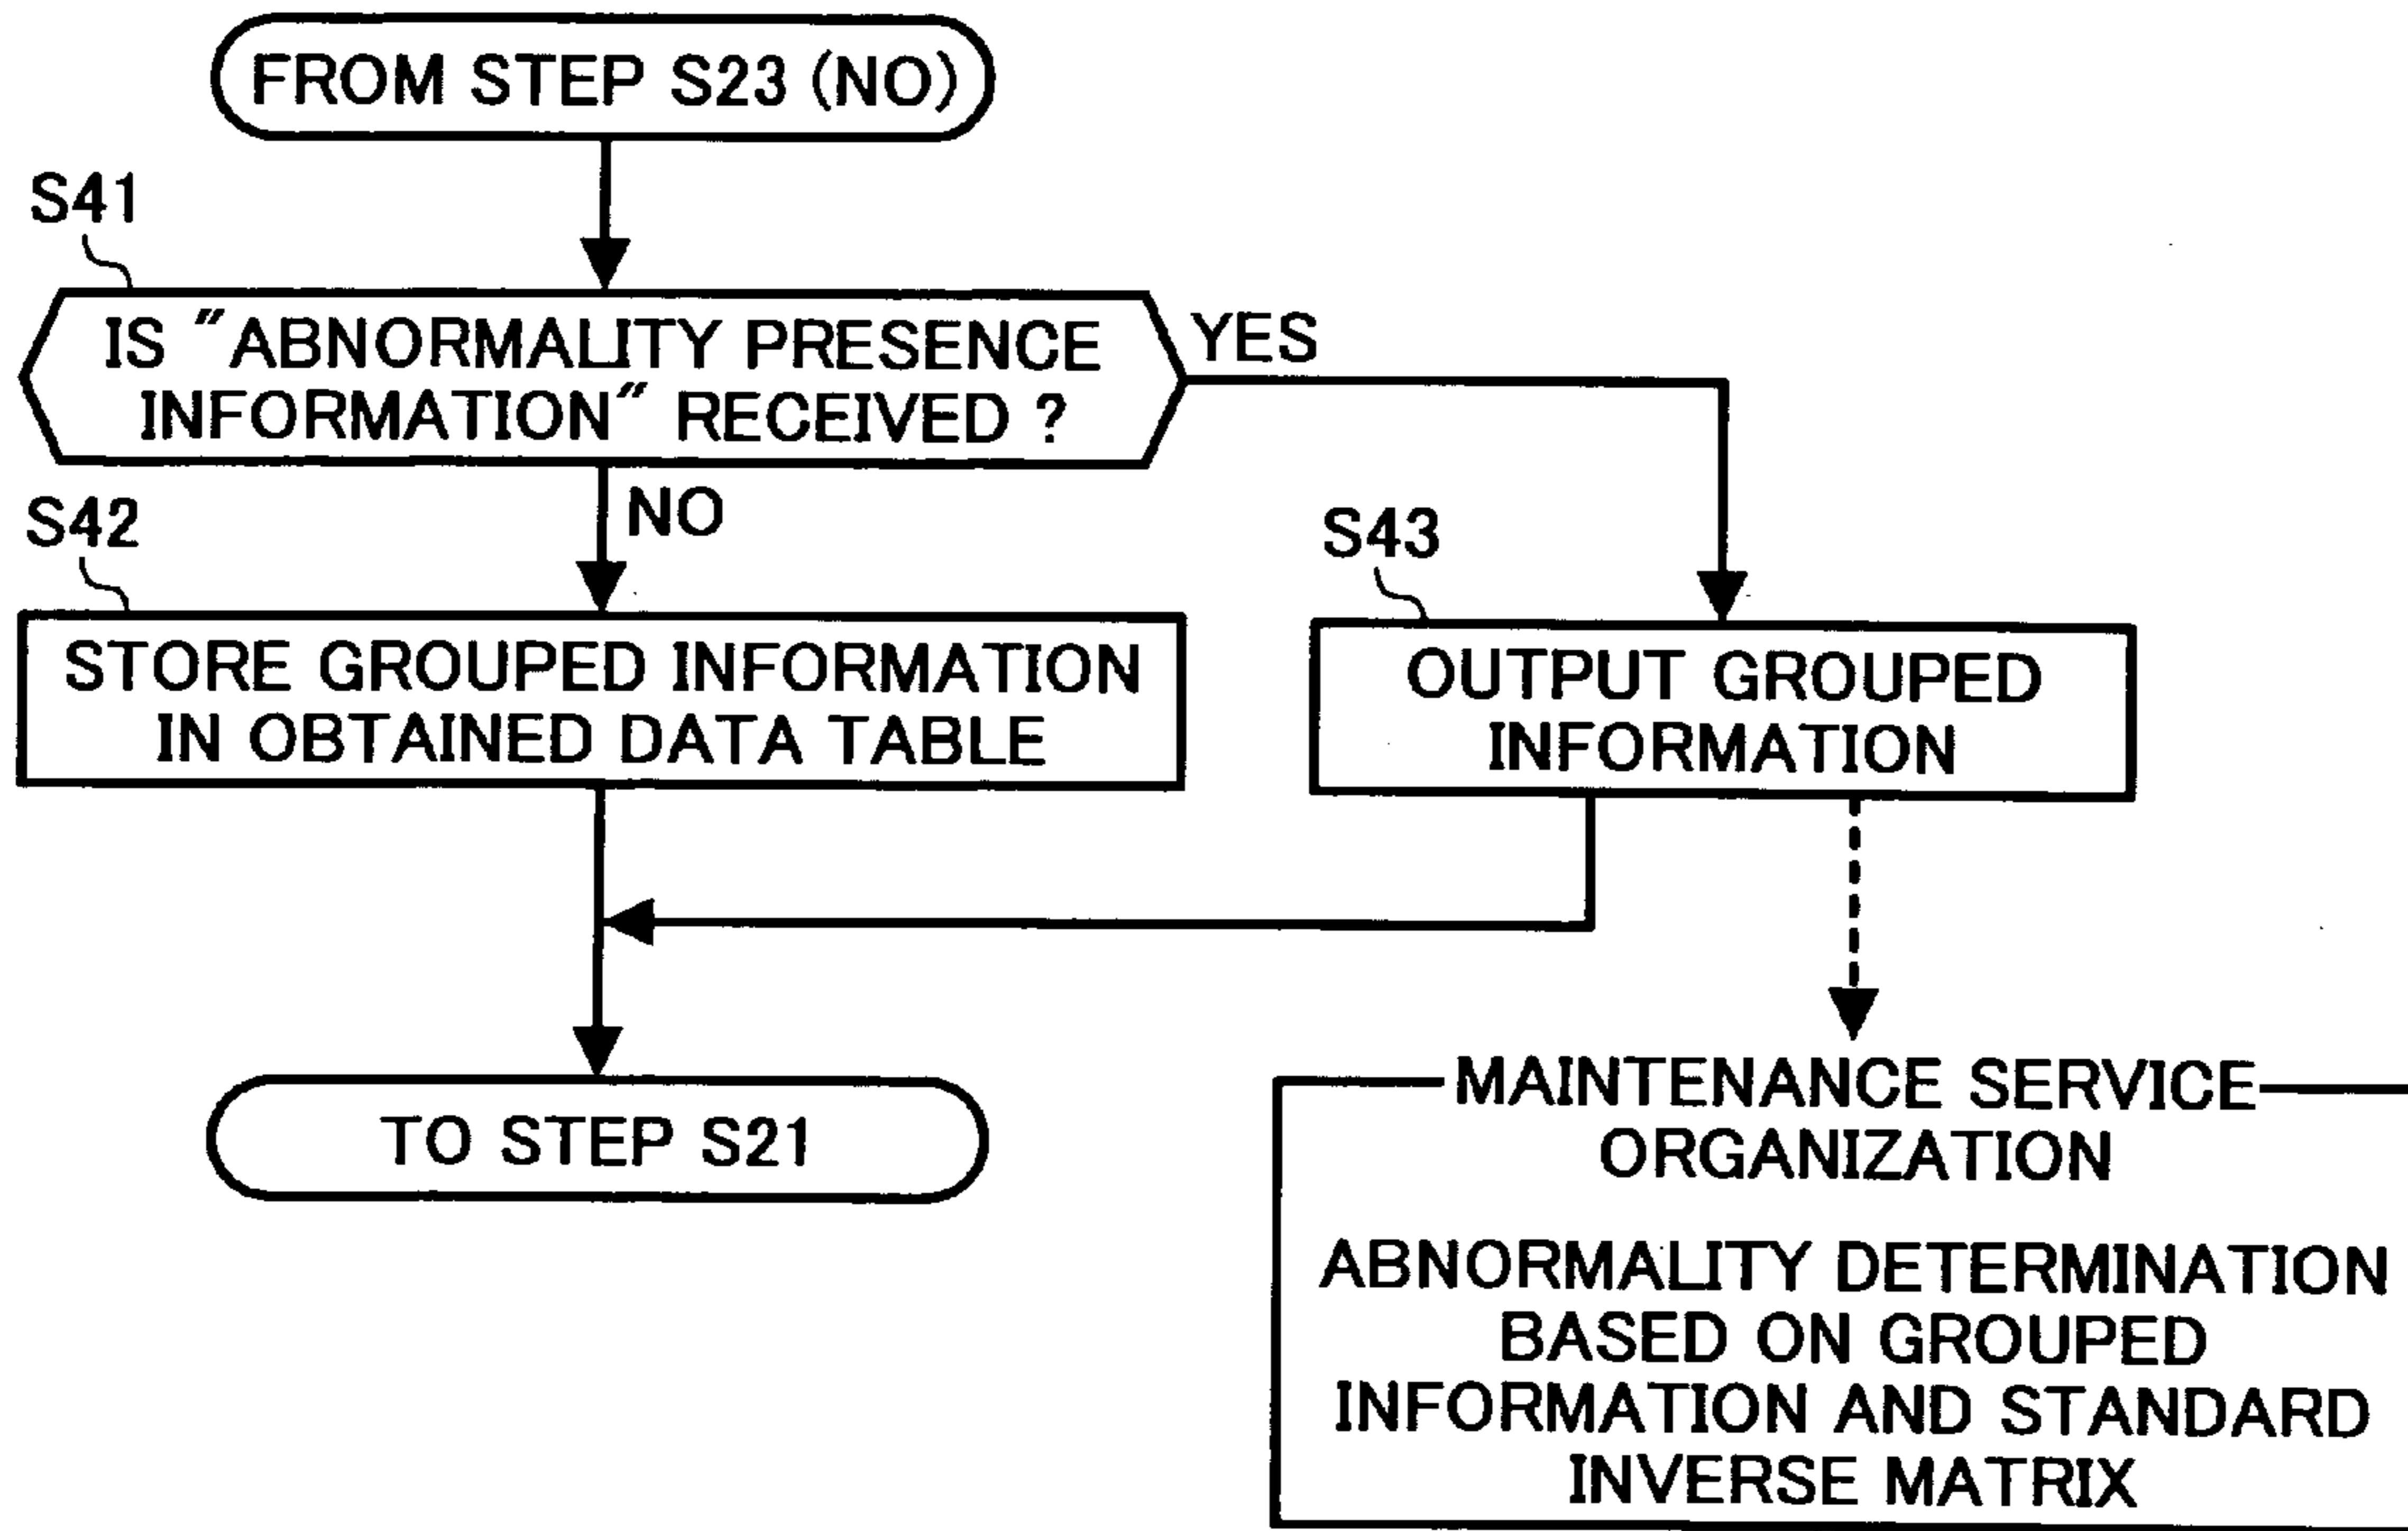 FROM STEP S23 (NO)
S41
IS "ABNORMALITY PRESENCE
INFORMATION" RECEIVED ?
YES
NO
S42
STORE GROUPED INFORMATION
IN OBTAINED DATA TABLE
S43
OUTPUT GROUPED
INFORMATION
TO STEP S21
MAINTENANCE SERVICE
ORGANIZATION
ABNORMALITY DETERMINATION
BASED ON GROUPED
INFORMATION AND STANDARD
INVERSE MATRIX